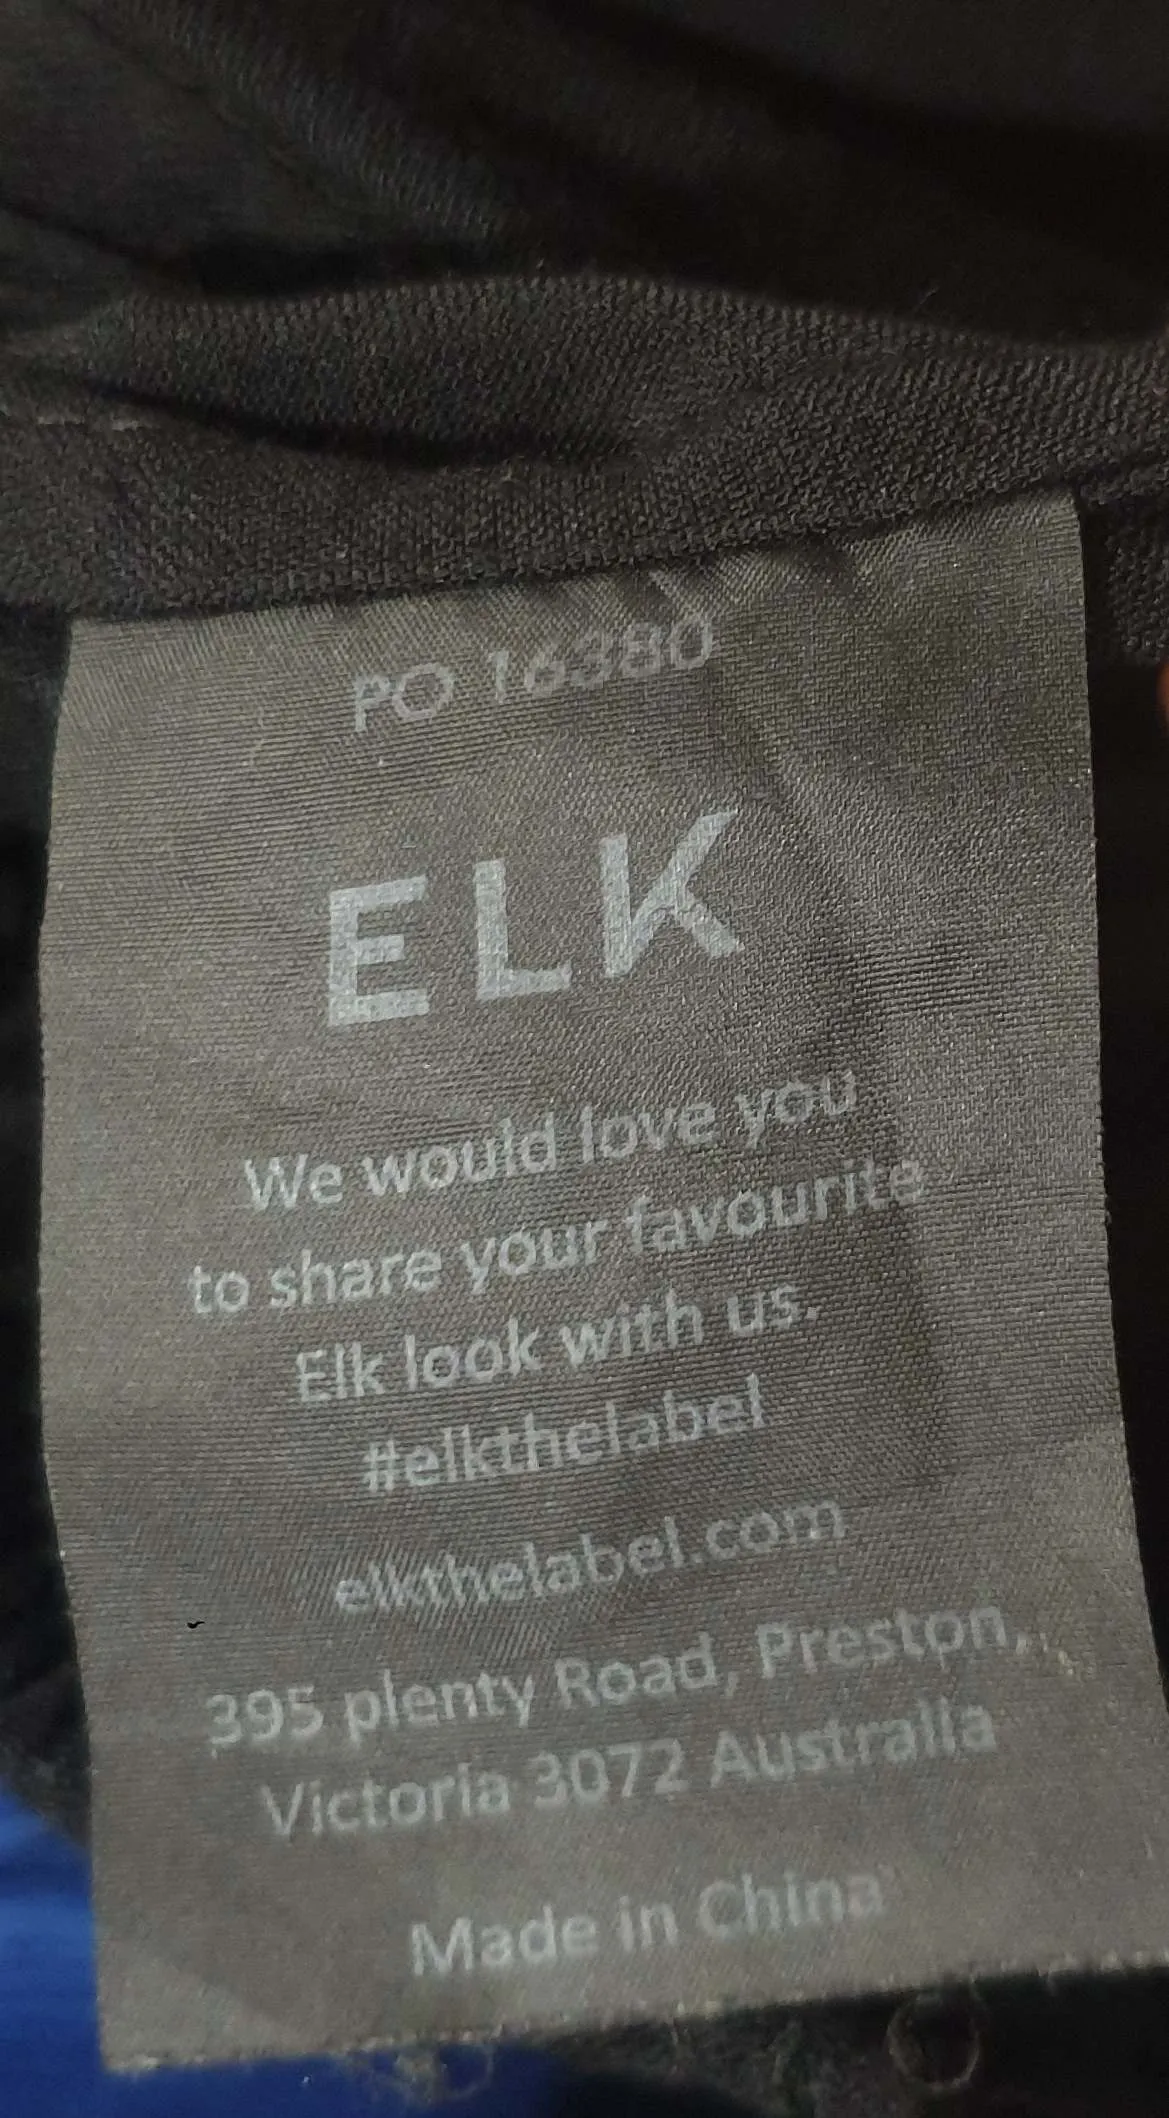 PO 16380
ELK
We would love you
to share your favourite
Elk look with us.
#elkthelabel
elkthelabel.com
395 plenty Road, Preston,
Victoria 3072 Australia
Made in China